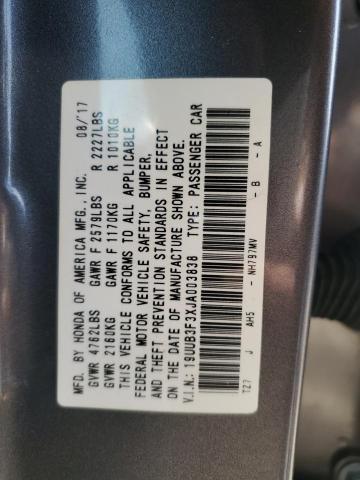 MFD. BY HONDA OF AMERICA MFG., INC. 08/17
GVWR 4762LBS GAWR F 2579LBS R 2227LBS
GVWR 2160KG GAWR F 1170KG R 1010KG
THIS VEHICLE CONFORMS TO ALL APPLICABLE
FEDERAL MOTOR VEHICLE SAFETY, BUMPER,
AND THEFT PREVENTION STANDARDS IN EFFECT
ON THE DATE OF MANUFACTURE SHOWN ABOVE.
V.I.N.: 19UUB3F3XJA003838 TYPE: PASSENGER CAR
TZ7 J AH5 - NH797MV - B - A